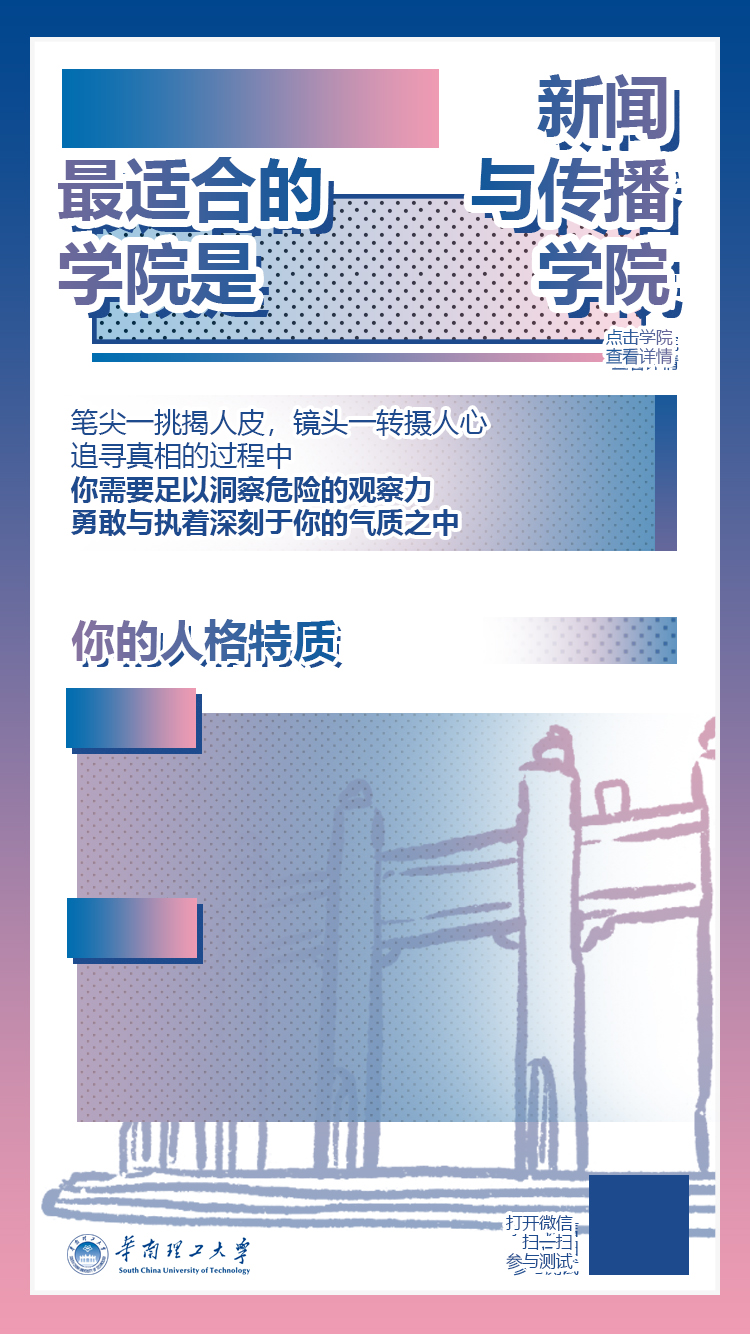 最适合的
学院是
新闻
与传播
学院
点击学院
查看详情
笔尖一挑揭人皮，镜头一转摄人心
追寻真相的过程中
你需要足以洞察危险的观察力
勇敢与执着深刻于你的气质之中
你的人格特质
华南理工大学
South China University of Technology
打开微信
扫一扫
参与测试